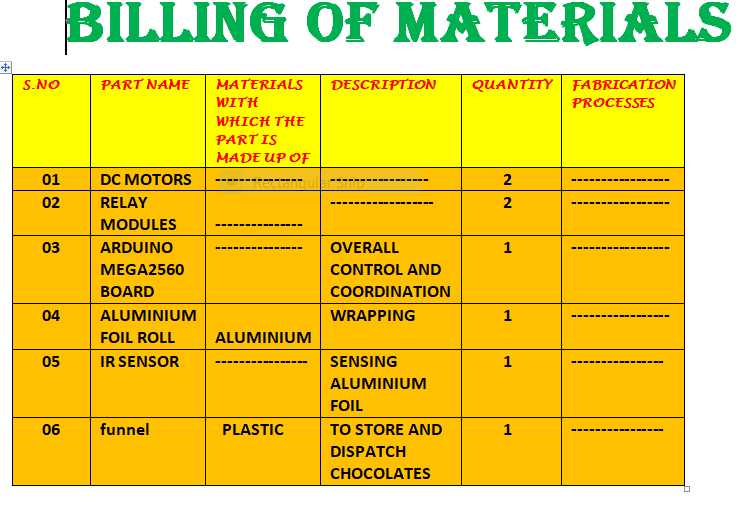 BILLING OF MATERIALS
S.NO PART NAME MATERIALS WITH WHICH THE PART IS MADE UP OF DESCRIPTION QUANTITY FABRICATION PROCESSES
01 DC MOTORS Rectangular Snip ------------------ 2 -----------------
02 RELAY MODULES --------------- ------------------ 2 -----------------
03 ARDUINO MEGA2560 BOARD --------------- OVERALL CONTROL AND COORDINATION 1 -----------------
04 ALUMINIUM FOIL ROLL ALUMINIUM WRAPPING 1 -----------------
05 IR SENSOR ---------------- SENSING ALUMINIUM FOIL 1 ----------------
06 funnel PLASTIC TO STORE AND DISPATCH CHOCOLATES 1 ----------------